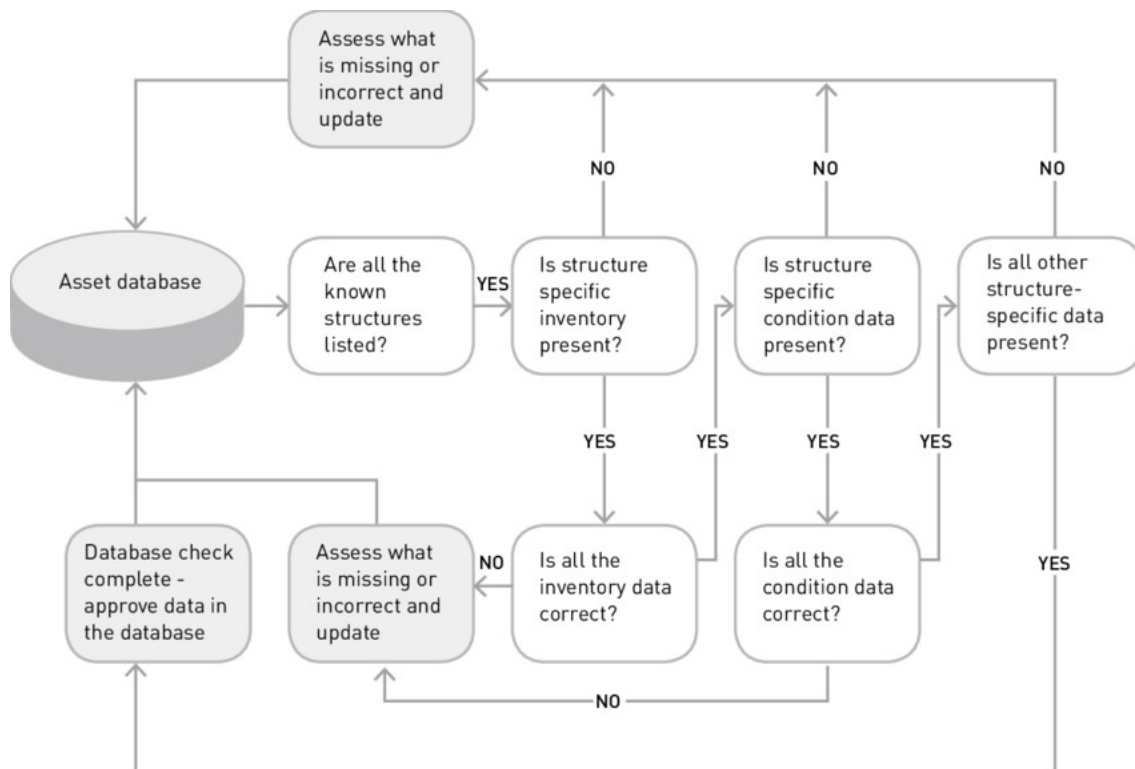 Assess what
is missing or
incorrect and
update
NO
NO
NO
Asset database
Are all the
known
structures
listed?
YES
Is structure
specific
inventory
present?
Is structure
specific
condition data
present?
Is all other
structure-
specific data
present?
YES
YES
YES
YES
Database check
complete -
approve data in
the database
Assess what
is missing or
incorrect and
update
NO
Is all the
inventory data
correct?
Is all the
condition data
correct?
YES
NO